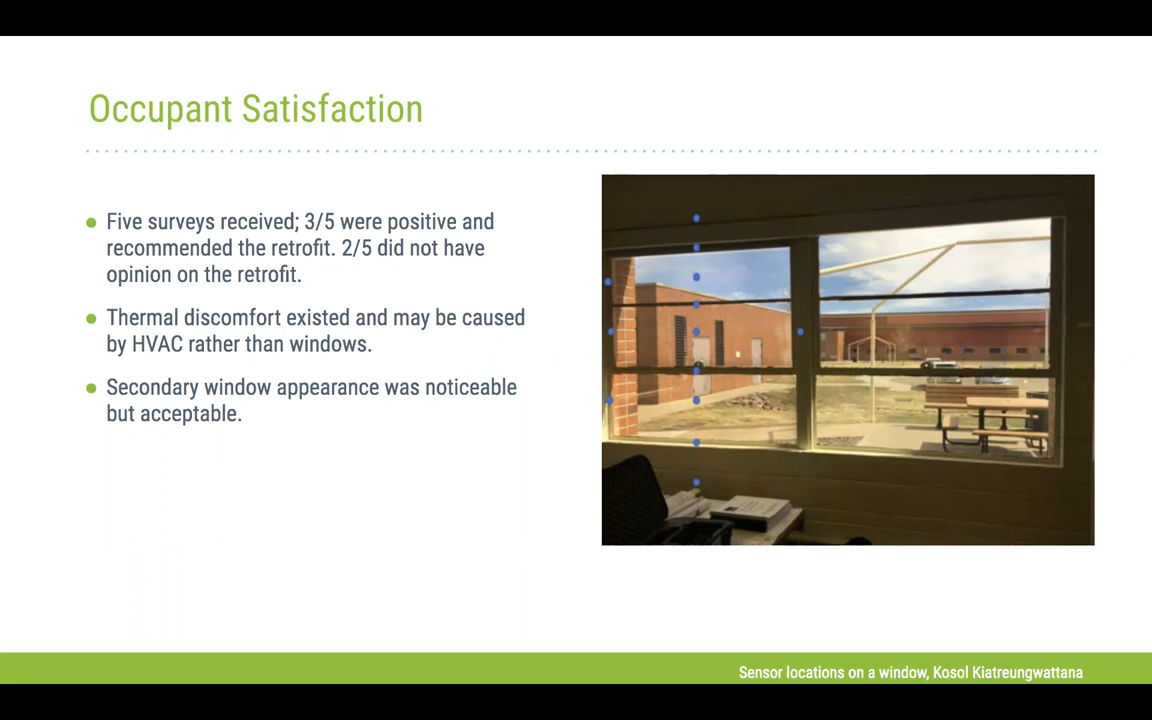 Occupant Satisfaction
Five surveys received; 3/5 were positive and
recommended the retrofit. 2/5 did not have
opinion on the retrofit.
Thermal discomfort existed and may be caused
by HVAC rather than windows.
Secondary window appearance was noticeable
but acceptable.
Sensor locations on a window, Kosol Kiatreungwattana